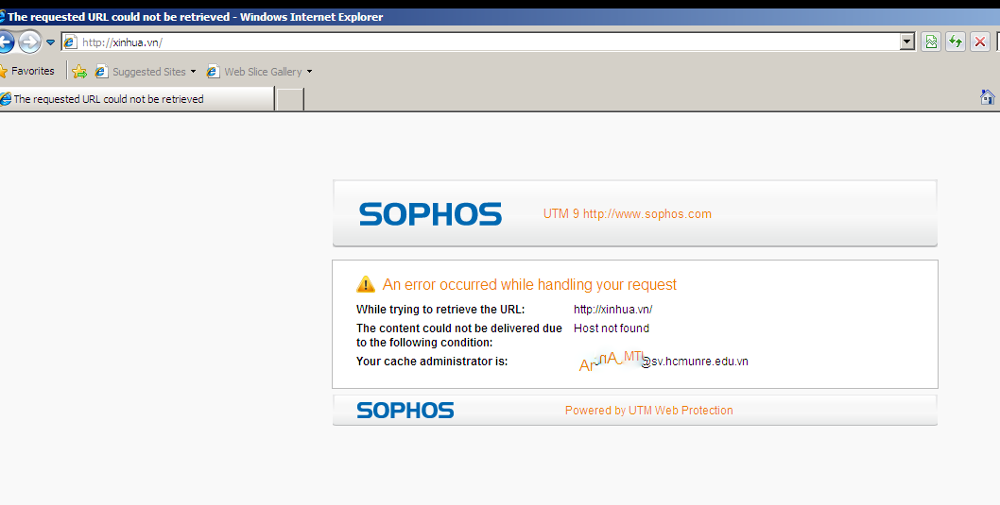 The requested URL could not be retrieved - Windows Internet Explorer
http://xinhua.vn/
Favorites Suggested Sites Web Slice Gallery
The requested URL could not be retrieved
SOPHOS UTM 9 http://www.sophos.com
An error occurred while handling your request
While trying to retrieve the URL: http://xinhua.vn/
The content could not be delivered due Host not found
to the following condition:
Your cache administrator is: @sv.hcmunre.edu.vn
SOPHOS Powered by UTM Web Protection